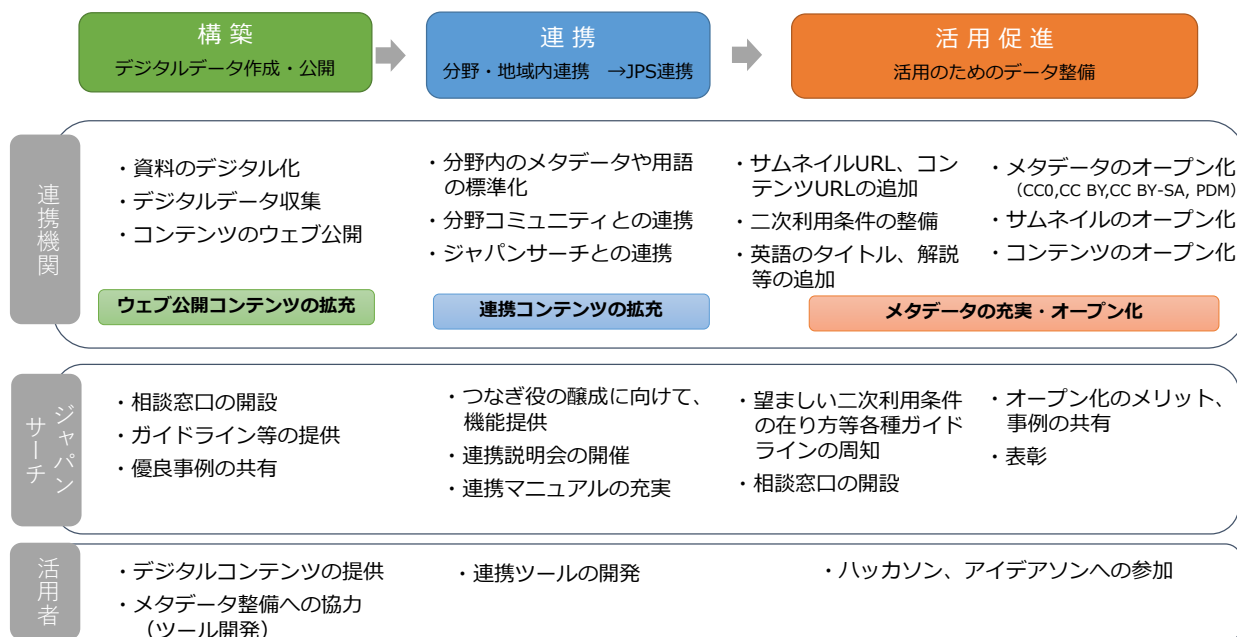 構 築
デジタルデータ作成・公開
連 携
分野・地域内連携　→JPS連携
活 用 促 進
活用のためのデータ整備
連携機関
・資料のデジタル化
・デジタルデータ収集
・コンテンツのウェブ公開
ウェブ公開コンテンツの拡充
・分野内のメタデータや用語
の標準化
・分野コミュニティとの連携
・ジャパンサーチとの連携
連携コンテンツの拡充
・サムネイルURL、コン
テンツURLの追加
・二次利用条件の整備
・英語のタイトル、解説
等の追加
・メタデータのオープン化
（CC0,CC BY,CC BY-SA, PDM）
・サムネイルのオープン化
・コンテンツのオープン化
メタデータの充実・オープン化
ジャパン
サーチ
・相談窓口の開設
・ガイドライン等の提供
・優良事例の共有
・つなぎ役の醸成に向けて、
機能提供
・連携説明会の開催
・連携マニュアルの充実
・望ましい二次利用条件
の在り方等各種ガイド
ラインの周知
・相談窓口の開設
・オープン化のメリット、
事例の共有
・表彰
活用者
・デジタルコンテンツの提供
・メタデータ整備への協力
（ツール開発）
・連携ツールの開発
・ハッカソン、アイデアソンへの参加